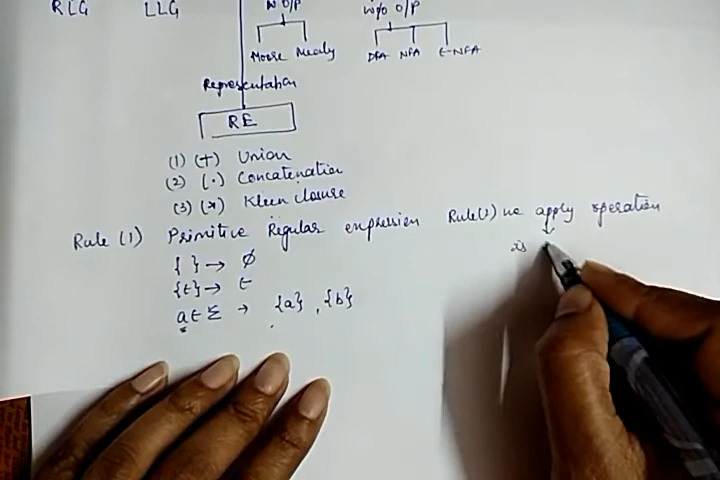 RLG LLG W O/P W/o O/P
Moore Mealy DFA NFA ϵ-NFA
Representation
RE
(1) (+) Union
(2) (.) Concatenation
(3) (*) Kleen closure
Rule (1) Primitive Regular expression
{ } → ϕ
{ϵ} → ϵ
a ϵ Σ → {a}, {b}
Rule(2) we apply operation
is